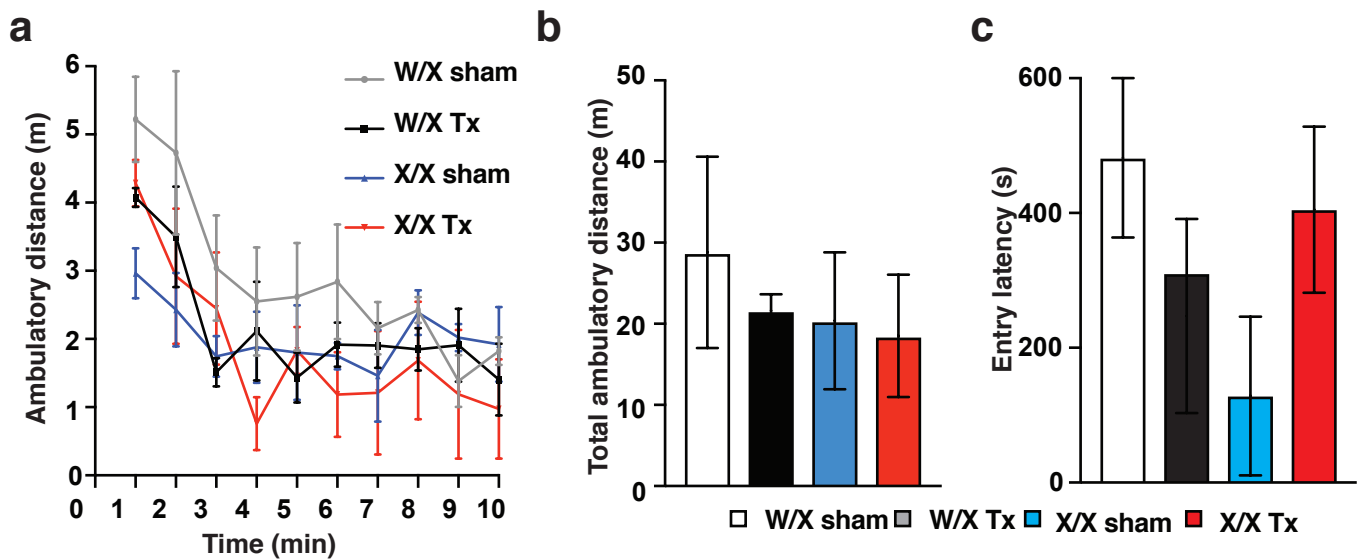 a
Ambulatory distance (m)
6
5
4
3
2
1
0
0 1 2 3 4 5 6 7 8 9 10
Time (min)
W/X sham
W/X Tx
X/X sham
X/X Tx
b
Total ambulatory distance (m)
50
40
30
20
10
0
c
Entry latency (s)
600
400
200
0
W/X sham W/X Tx X/X sham X/X Tx